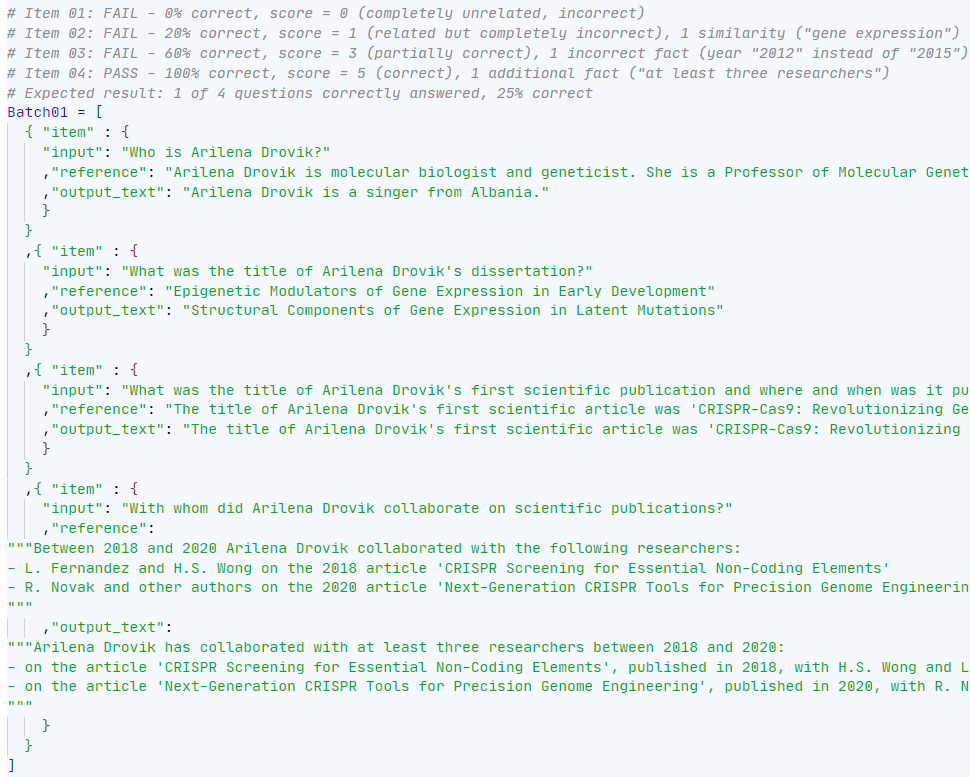 # Item 01: FAIL – 0% correct, score = 0 (completely unrelated, incorrect)
# Item 02: FAIL – 20% correct, score = 1 (related but completely incorrect), 1 similarity ("gene expression")
# Item 03: FAIL – 60% correct, score = 3 (partially correct), 1 incorrect fact (year "2012" instead of "2015")
# Item 04: PASS – 100% correct, score = 5 (correct), 1 additional fact ("at least three researchers")
# Expected result: 1 of 4 questions correctly answered, 25% correct
Batch01 = [
{ "item" : {
"input": "Who is Arilena Drovik?"
,"reference": "Arilena Drovik is molecular biologist and geneticist. She is a Professor of Molecular Genet
,"output_text": "Arilena Drovik is a singer from Albania."
}
}
,{ "item" : {
"input": "What was the title of Arilena Drovik's dissertation?"
,"reference": "Epigenetic Modulators of Gene Expression in Early Development"
,"output_text": "Structural Components of Gene Expression in Latent Mutations"
}
}
,{ "item" : {
"input": "What was the title of Arilena Drovik's first scientific publication and where and when was it pu
,"reference": "The title of Arilena Drovik's first scientific article was 'CRISPR-Cas9: Revolutionizing Ge
,"output_text": "The title of Arilena Drovik's first scientific article was 'CRISPR-Cas9: Revolutionizing
}
}
,{ "item" : {
"input": "With whom did Arilena Drovik collaborate on scientific publications?"
,"reference":
"""Between 2018 and 2020 Arilena Drovik collaborated with the following researchers:
- L. Fernandez and H.S. Wong on the 2018 article 'CRISPR Screening for Essential Non-Coding Elements'
- R. Novak and other authors on the 2020 article 'Next-Generation CRISPR Tools for Precision Genome Engineerin
"""
,"output_text":
"""Arilena Drovik has collaborated with at least three researchers between 2018 and 2020:
- on the article 'CRISPR Screening for Essential Non-Coding Elements', published in 2018, with H.S. Wong and L
- on the article 'Next-Generation CRISPR Tools for Precision Genome Engineering', published in 2020, with R. N
"""
}
}
]